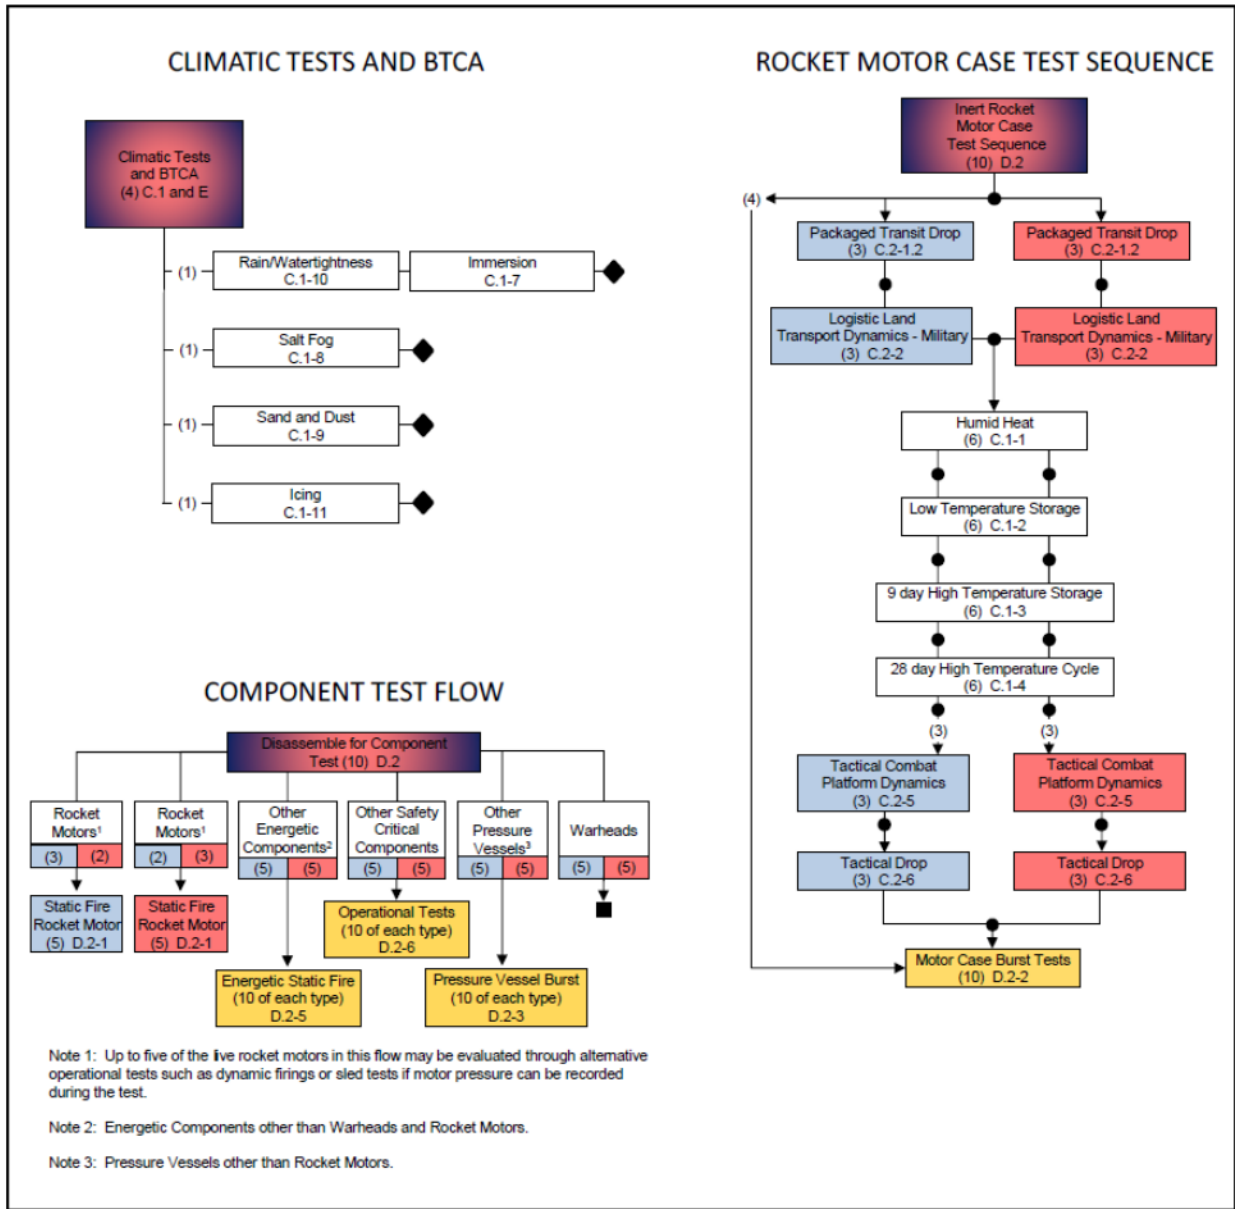 CLIMATIC TESTS AND BTCA
Climatic Tests
and BTCA
(4) C.1 and E
(1)
Rain/Watertightness
C.1-10
Immersion
C.1-7
(1)
Salt Fog
C.1-8
(1)
Sand and Dust
C.1-9
(1)
Icing
C.1-11
COMPONENT TEST FLOW
Disassemble for Component
Test (10) D.2
Rocket
Motors¹
(3) (2)
Rocket
Motors¹
(2) (3)
Other
Energetic
Components²
(5) (5)
Other Safety
Critical
Components
(5) (5)
Other
Pressure
Vessels³
(5) (5)
Warheads
(5) (5)
Static Fire
Rocket Motor
(5) D.2-1
Static Fire
Rocket Motor
(5) D.2-1
Operational Tests
(10 of each type)
D.2-6
Energetic Static Fire
(10 of each type)
D.2-5
Pressure Vessel Burst
(10 of each type)
D.2-3
Note 1: Up to five of the live rocket motors in this flow may be evaluated through alternative
operational tests such as dynamic firings or sled tests if motor pressure can be recorded
during the test.
Note 2: Energetic Components other than Warheads and Rocket Motors.
Note 3: Pressure Vessels other than Rocket Motors.
ROCKET MOTOR CASE TEST SEQUENCE
Inert Rocket
Motor Case
Test Sequence
(10) D.2
(4)
Packaged Transit Drop
(3) C.2-1.2
Packaged Transit Drop
(3) C.2-1.2
Logistic Land
Transport Dynamics - Military
(3) C.2-2
Logistic Land
Transport Dynamics - Military
(3) C.2-2
Humid Heat
(6) C.1-1
Low Temperature Storage
(6) C.1-2
9 day High Temperature Storage
(6) C.1-3
28 day High Temperature Cycle
(6) C.1-4
(3)
(3)
Tactical Combat
Platform Dynamics
(3) C.2-5
Tactical Combat
Platform Dynamics
(3) C.2-5
Tactical Drop
(3) C.2-6
Tactical Drop
(3) C.2-6
Motor Case Burst Tests
(10) D.2-2